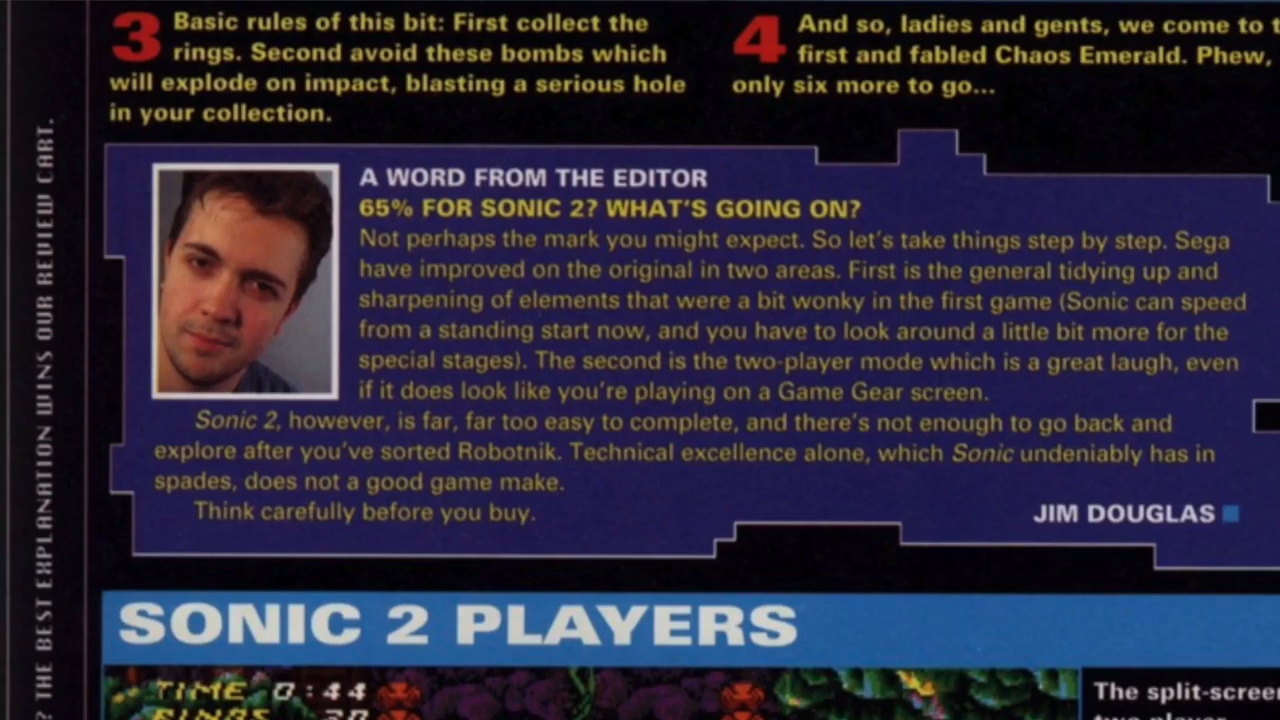 3 Basic rules of this bit: First collect the
rings. Second avoid these bombs which
will explode on impact, blasting a serious hole
in your collection.
4 And so, ladies and gents, we come to
first and fabled Chaos Emerald. Phew,
only six more to go...
A WORD FROM THE EDITOR
65% FOR SONIC 2? WHAT'S GOING ON?
Not perhaps the mark you might expect. So let's take things step by step. Sega
have improved on the original in two areas. First is the general tidying up and
sharpening of elements that were a bit wonky in the first game (Sonic can speed
from a standing start now, and you have to look around a little bit more for the
special stages). The second is the two-player mode which is a great laugh, even
if it does look like you're playing on a Game Gear screen.
Sonic 2, however, is far, far too easy to complete, and there's not enough to go back and
explore after you've sorted Robotnik. Technical excellence alone, which Sonic undeniably has in
spades, does not a good game make.
Think carefully before you buy.
JIM DOUGLAS
? THE BEST EXPLANATION WINS OUR REVIEW CART.
SONIC 2 PLAYERS
TIME 0:44
RINGS 20
The split-screen
two player